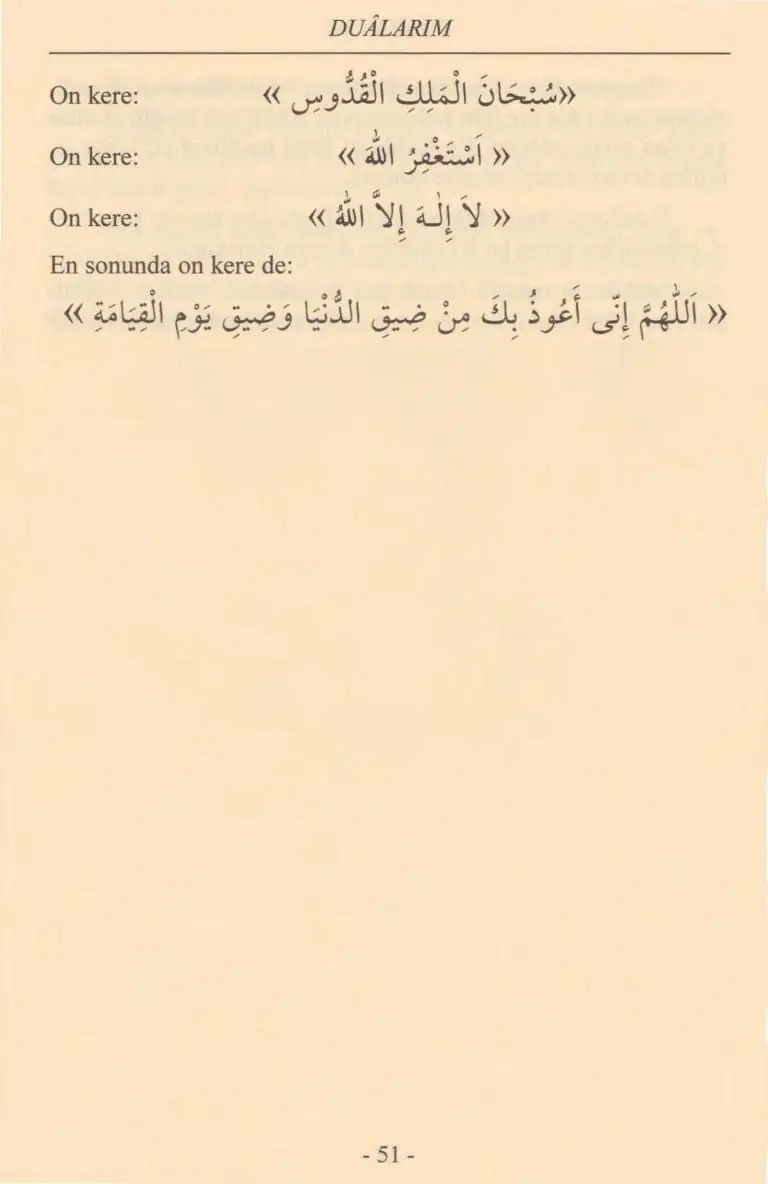 DUÂLARIM
On kere: «سُبْحَانَ الْمَلِكِ الْقُدُّوسِ »
On kere: « اَسْتَغْفِرُ اللّٰهَ »
On kere: « لاَ إِلٰهَ إِلاَّ اللّٰهُ »
En sonunda on kere de:
« اَللّٰهُمَّ إِنِّى أَعُوذُ بِكَ مِنْ ضِيقِ الدُّنْيَا وَضِيقِ يَوْمِ الْقِيَامَةِ »
- 51 -